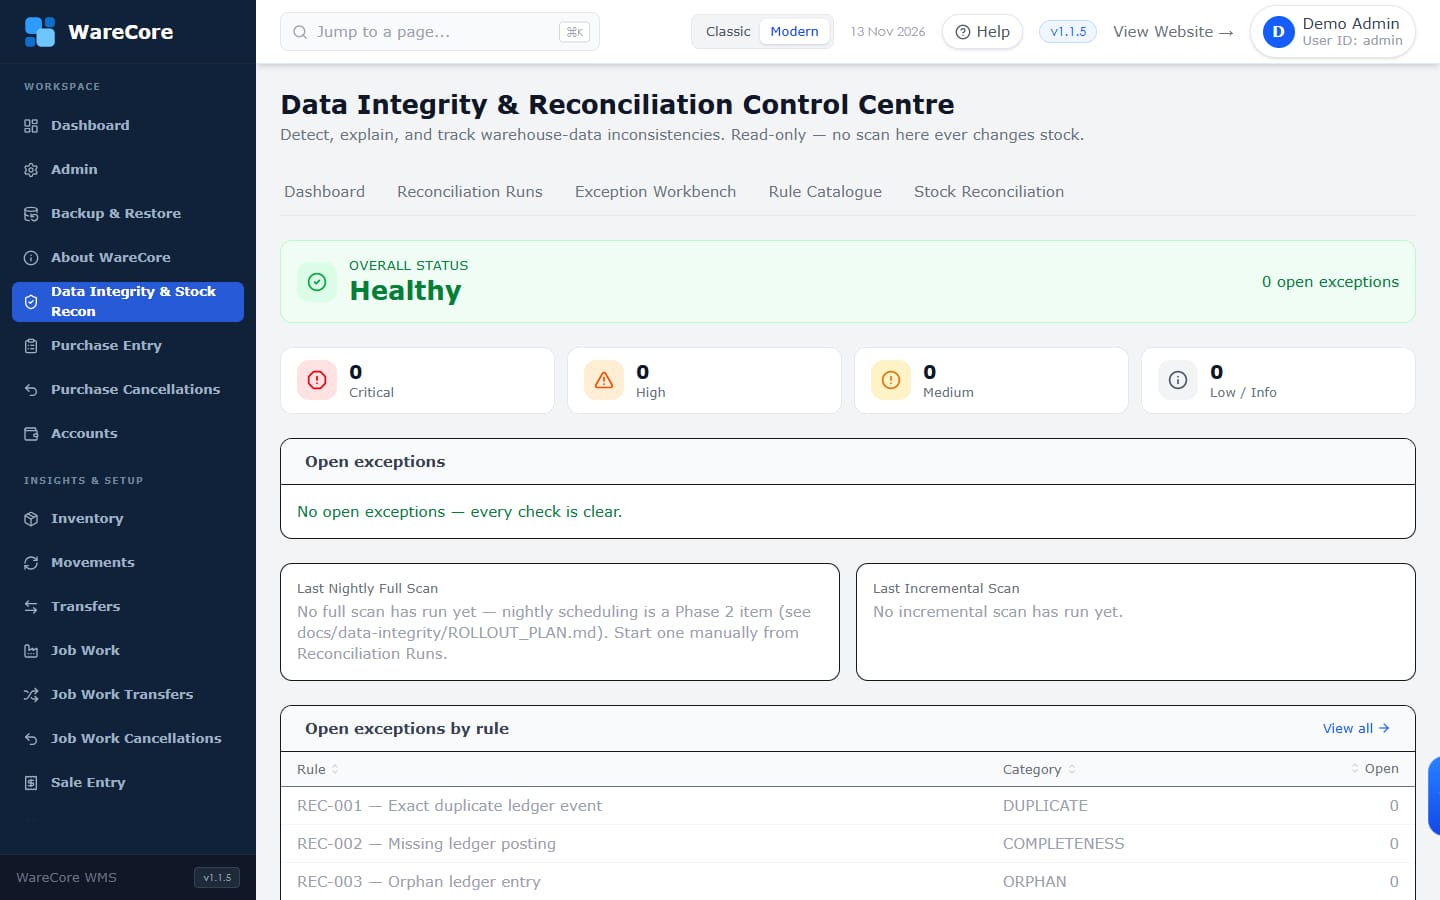 WareCore
Jump to a page...
⌘K
Classic
Modern
13 Nov 2026
Help
v1.1.5
View Website →
D
Demo Admin
User ID: admin
WORKSPACE
Dashboard
Admin
Backup & Restore
About WareCore
Data Integrity & Stock
Recon
Purchase Entry
Purchase Cancellations
Accounts
INSIGHTS & SETUP
Inventory
Movements
Transfers
Job Work
Job Work Transfers
Job Work Cancellations
Sale Entry
WareCore WMS
v1.1.5
Data Integrity & Reconciliation Control Centre
Detect, explain, and track warehouse-data inconsistencies. Read-only — no scan here ever changes stock.
Dashboard
Reconciliation Runs
Exception Workbench
Rule Catalogue
Stock Reconciliation
OVERALL STATUS
Healthy
0 open exceptions
0
Critical
0
High
0
Medium
0
Low / Info
Open exceptions
No open exceptions — every check is clear.
Last Nightly Full Scan
No full scan has run yet — nightly scheduling is a Phase 2 item (see
docs/data-integrity/ROLLOUT_PLAN.md). Start one manually from
Reconciliation Runs.
Last Incremental Scan
No incremental scan has run yet.
Open exceptions by rule
View all →
Rule
Category
Open
REC-001 — Exact duplicate ledger event
DUPLICATE
0
REC-002 — Missing ledger posting
COMPLETENESS
0
REC-003 — Orphan ledger entry
ORPHAN
0